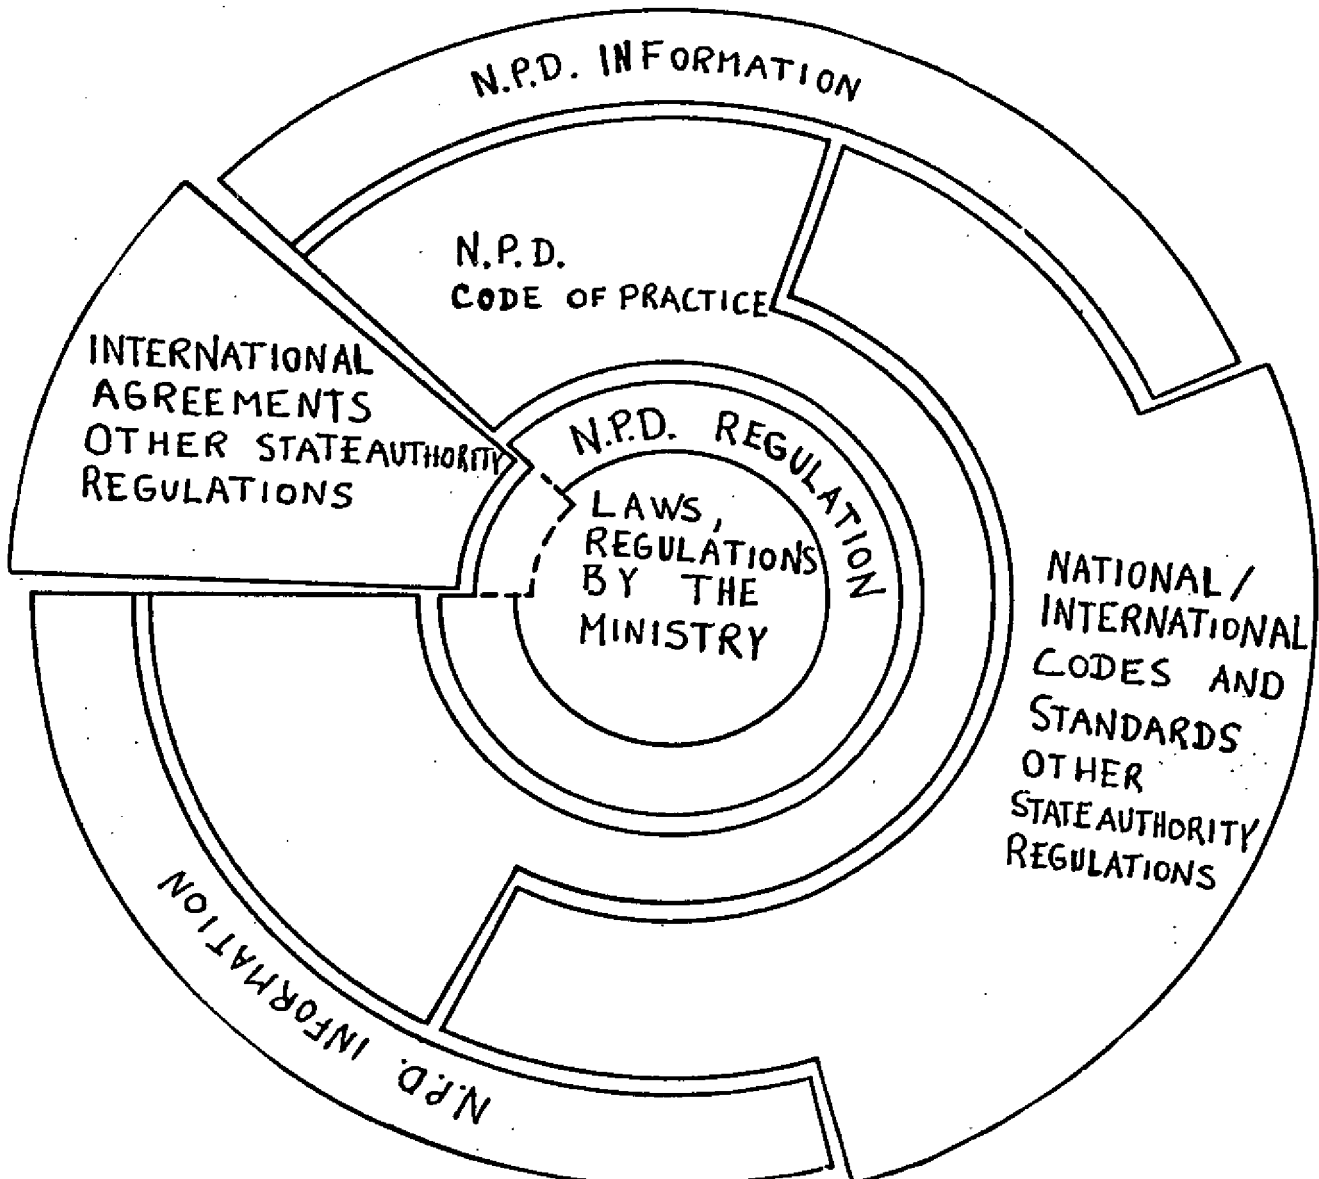 N.P.D. INFORMATION
N.P.D.
CODE OF PRACTICE
INTERNATIONAL
AGREEMENTS
OTHER STATEAUTHORITY
REGULATIONS
N.P.D. REGULATION
LAWS,
REGULATIONS
BY THE
MINISTRY
NATIONAL/
INTERNATIONAL
CODES AND
STANDARDS
OTHER
STATEAUTHORITY
REGULATIONS
N.P.D. INFORMATION